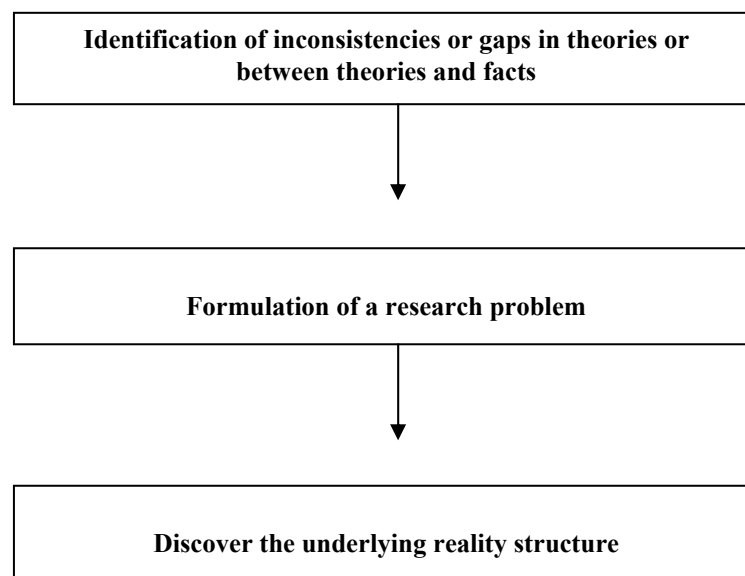 Identification of inconsistencies or gaps in theories or
between theories and facts
Formulation of a research problem
Discover the underlying reality structure